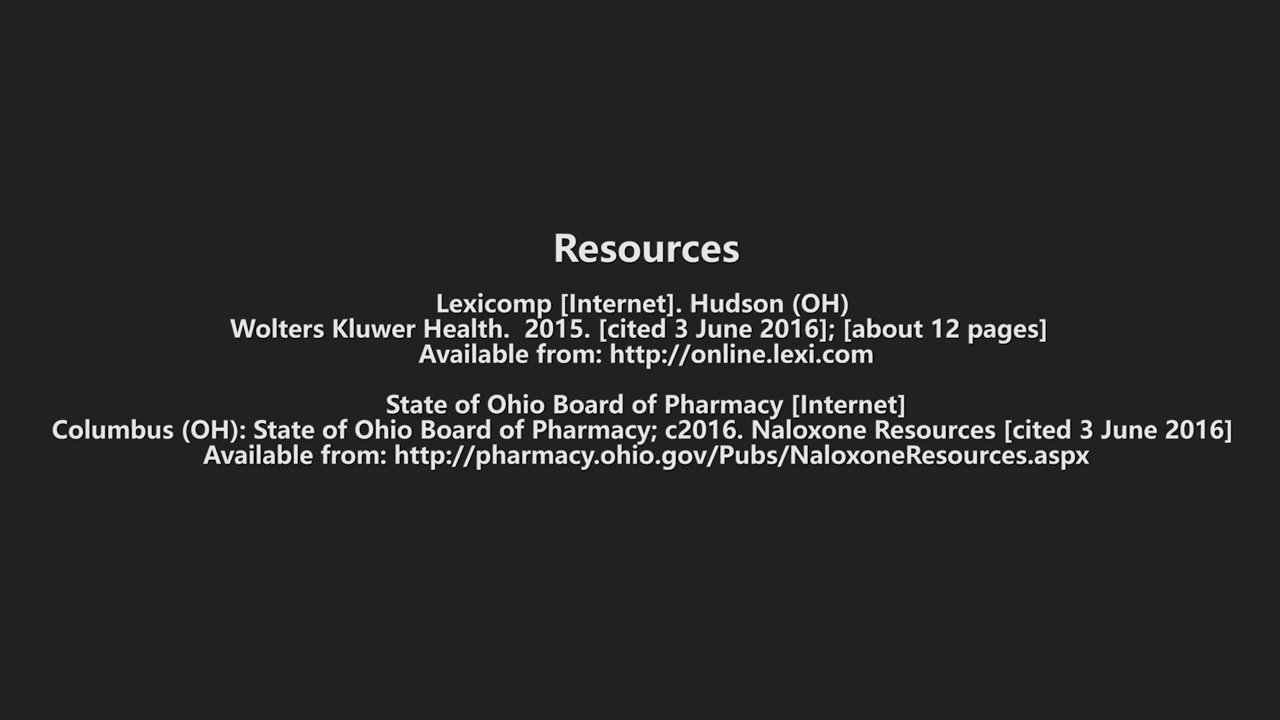 Resources
Lexicomp [Internet]. Hudson (OH)
Wolters Kluwer Health.  2015. [cited 3 June 2016]; [about 12 pages]
Available from: http://online.lexi.com
State of Ohio Board of Pharmacy [Internet]
Columbus (OH): State of Ohio Board of Pharmacy; c2016. Naloxone Resources [cited 3 June 2016]
Available from: http://pharmacy.ohio.gov/Pubs/NaloxoneResources.aspx